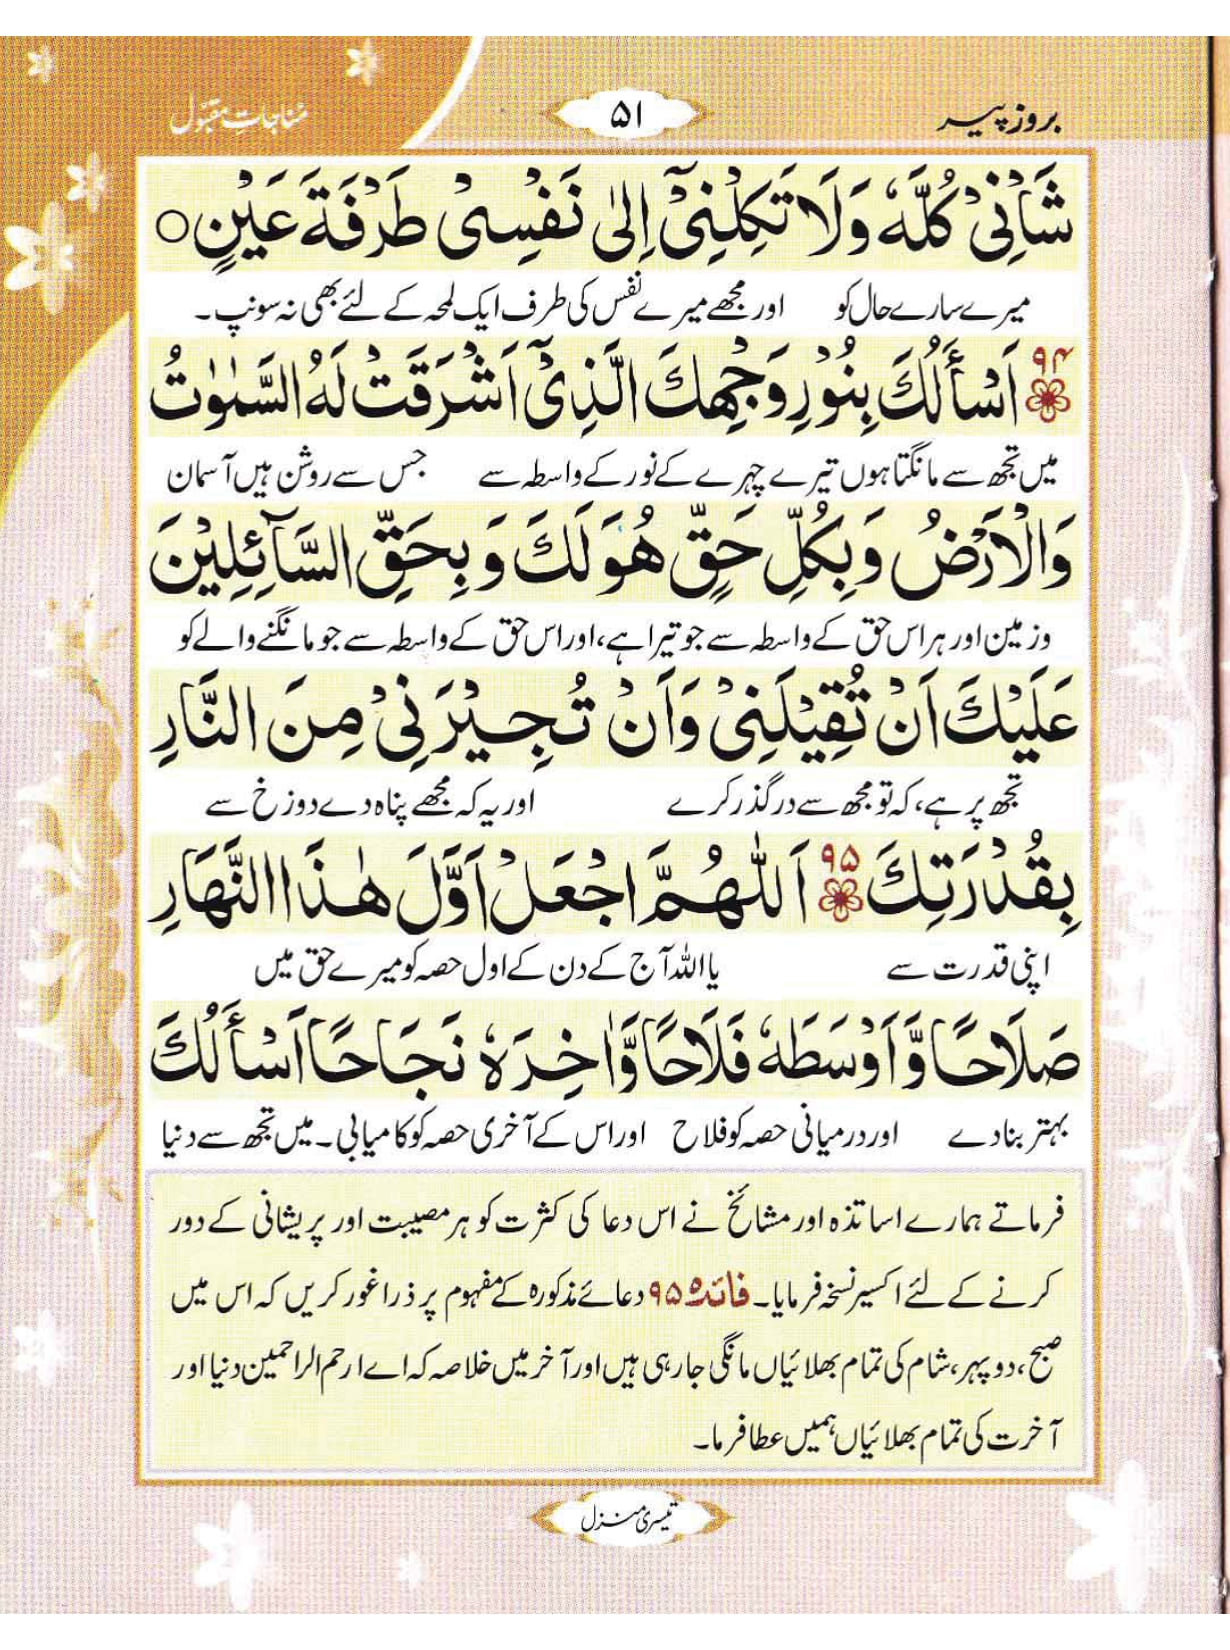 بروز پیر
۵۱
مناجاتِ مقبول
شَأْنِیْ کُلَّهٗ وَلَا تَکِلْنِیْۤ اِلٰی نَفْسِیْ طَرْفَةَ عَیْنٍ○
میرے سارے حال کو اور مجھے میرے نفس کی طرف ایک لمحہ کے لئے بھی نہ سونپ۔
۹۴ اَسْأَلُكَ بِنُوْرِ وَجْهِكَ الَّذِیْۤ اَشْرَقَتْ لَهُ السَّمٰوٰتُ
میں تجھ سے مانگتا ہوں تیرے چہرے کے نور کے واسطہ سے جس سے روشن ہیں آسمان
وَالْاَرْضُ وَبِکُلِّ حَقٍّ هُوَ لَكَ وَ بِحَقِّ السَّآئِلِیْنَ
و زمین اور ہر اس حق کے واسطہ سے جو تیرا ہے، اور اس حق کے واسطہ سے جو مانگنے والے کو
عَلَیْكَ اَنْ تُقِیْلَنِیْ وَاَنْ تُجِیْرَنِیْ مِنَ النَّارِ
تجھ پر ہے، کہ تو مجھ سے درگذر کرے اور یہ کہ مجھے پناہ دے دوزخ سے
بِقُدْرَتِكَ ۹۵ اَللّٰهُمَّ اجْعَلْ اَوَّلَ هٰذَا النَّهَارِ
اپنی قدرت سے یا اللہ آج کے دن کے اول حصہ کو میرے حق میں
صَلَاحًا وَّاَوْسَطَهٗ فَلَاحًا وَّاٰخِرَهٗ نَجَاحًا اَسْأَلُكَ
بہتر بنادے اور درمیانی حصہ کو فلاح اور اس کے آخری حصہ کو کامیابی۔ میں تجھ سے دنیا
فرماتے ہمارے اساتذہ اور مشائخ نے اس دعا کی کثرت کو ہر مصیبت اور پریشانی کے دور
کرنے کے لئے اکسیر نسخہ فرمایا۔ فائدہ ۹۵ دعائے مذکورہ کے مفہوم پر ذرا غور کریں کہ اس میں
صبح، دوپہر، شام کی تمام بھلائیاں مانگی جارہی ہیں اور آخر میں خلاصہ کہ اے ارحم الراحمین دنیا اور
آخرت کی تمام بھلائیاں ہمیں عطا فرما۔
تیسری منزل